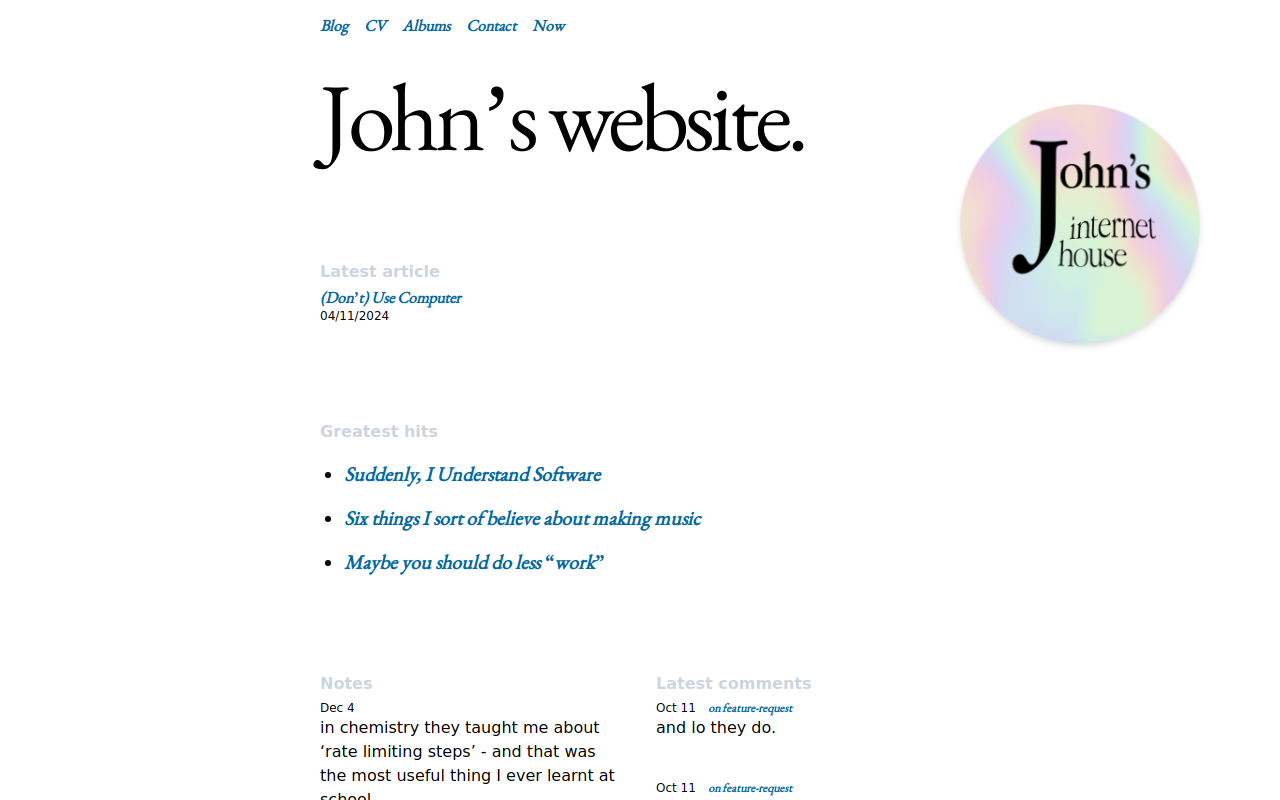 Blog CV Albums Contact Now
John’s website.
John’s
internet
house
Latest article
(Don’t) Use Computer
04/11/2024
Greatest hits
• Suddenly, I Understand Software
• Six things I sort of believe about making music
• Maybe you should do less “work”
Notes
Dec 4
in chemistry they taught me about
‘rate limiting steps’ - and that was
the most useful thing I ever learnt at
school
Latest comments
Oct 11 on feature-request
and lo they do.
Oct 11 on feature-request